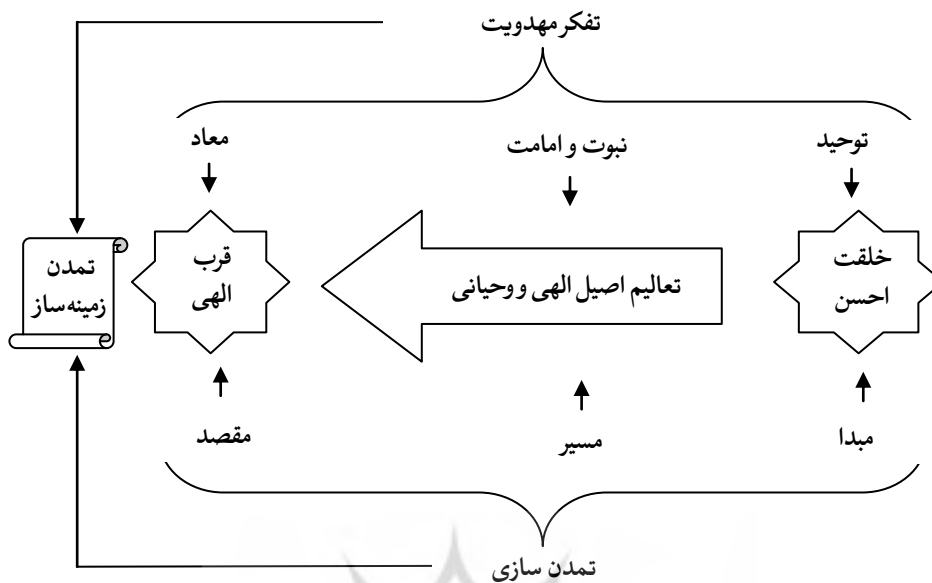 تفکر مهدویت
توحید
نبوت و امامت
معاد
خلقت
احسن
تعالیم اصیل الهی و وحیانی
قرب
الهی
تمدن
زمینه‌ساز
مبدا
مسیر
مقصد
تمدن سازی